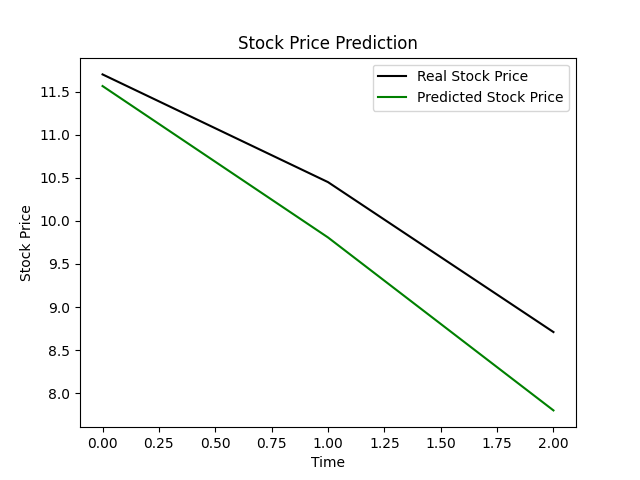 Stock Price Prediction
Real Stock Price
Predicted Stock Price
Stock Price
11.5
11.0
10.5
10.0
9.5
9.0
8.5
8.0
0.00 0.25 0.50 0.75 1.00 1.25 1.50 1.75 2.00
Time